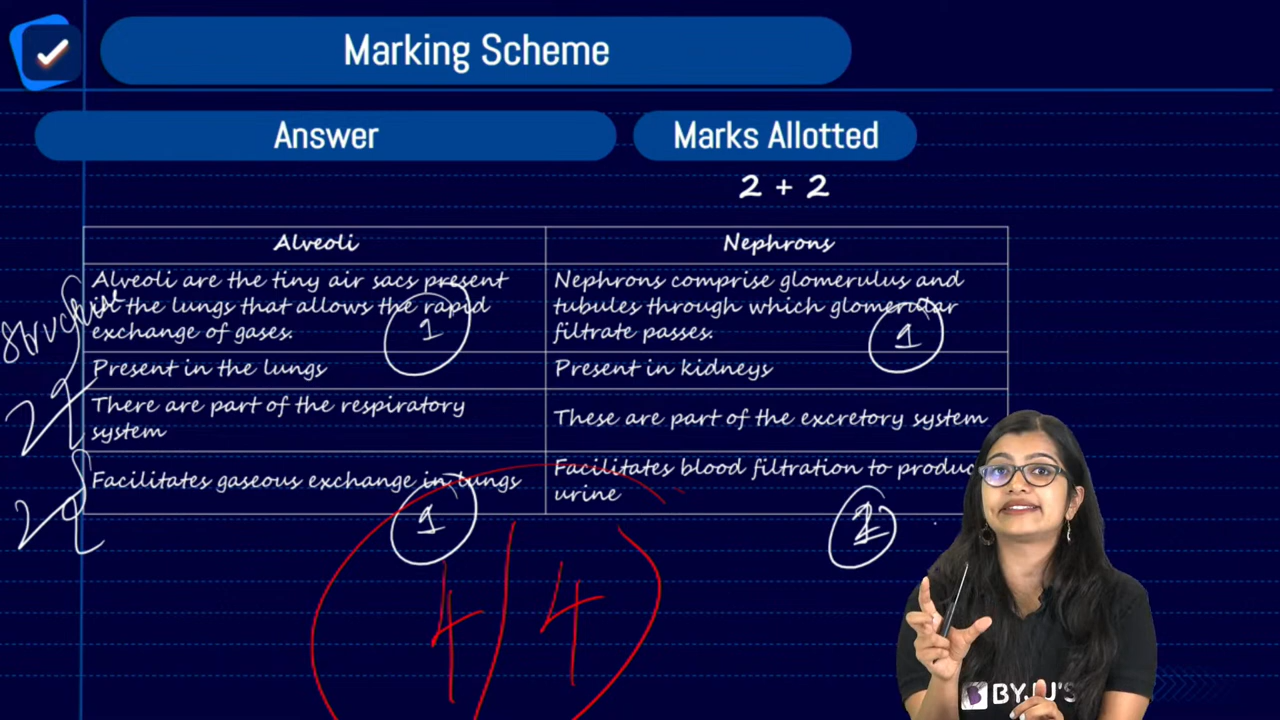 Marking Scheme
Answer
Marks Allotted
2 + 2
Alveoli
Nephrons
Alveoli are the tiny air sacs present
in the lungs that allows the rapid
exchange of gases.
Nephrons comprise glomerulus and
tubules through which glomerular
filtrate passes.
Structure
1
1
Present in the lungs
Present in kidneys
2
There are part of the respiratory
system
These are part of the excretory system
Facilitates gaseous exchange in lungs
Facilitates blood filtration to produc
urine
2
1
4/4
BYJU'S